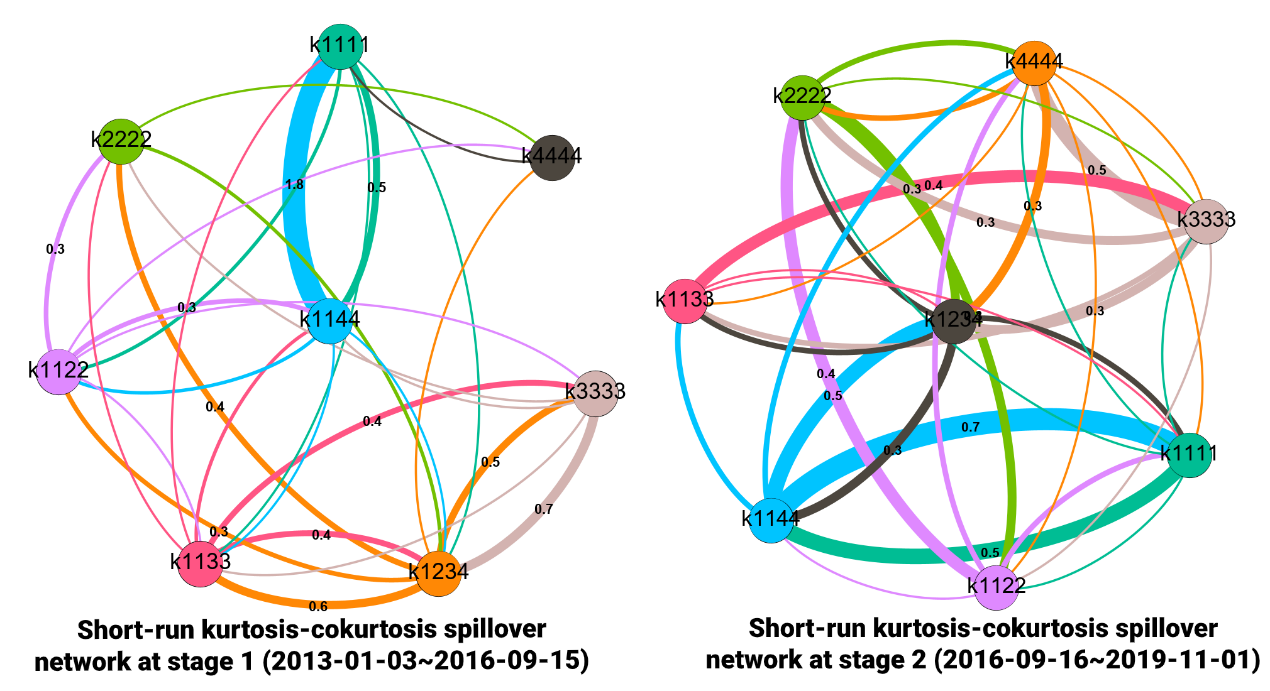 k1111
k2222
k4444
1.8
0.5
0.3
0.3
k1144
k1122
k3333
0.4
0.4
0.5
0.7
0.3
0.4
k1133
k1234
0.6
Short-run kurtosis-cokurtosis spillover
network at stage 1 (2013-01-03~2016-09-15)
k4444
k2222
0.5
0.3
0.4
0.3
0.3
k3333
k1133
k1234
0.3
0.4
0.5
0.7
0.3
k1111
k1144
0.5
k1122
Short-run kurtosis-cokurtosis spillover
network at stage 2 (2016-09-16~2019-11-01)